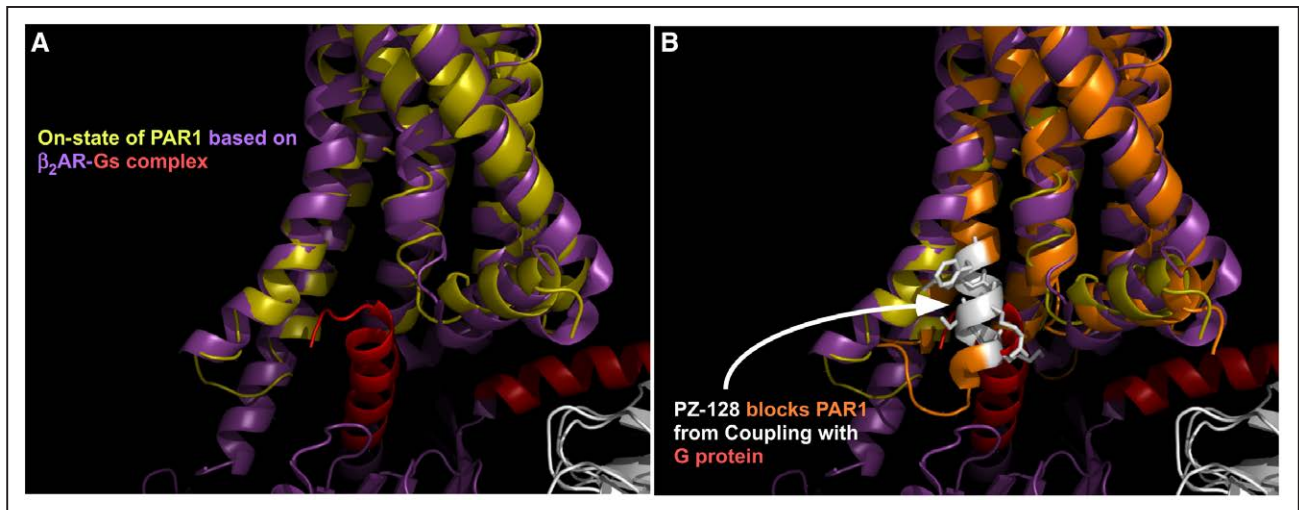 A
On-state of PAR1 based on
β₂AR-Gs complex
B
PZ-128 blocks PAR1
from Coupling with
G protein